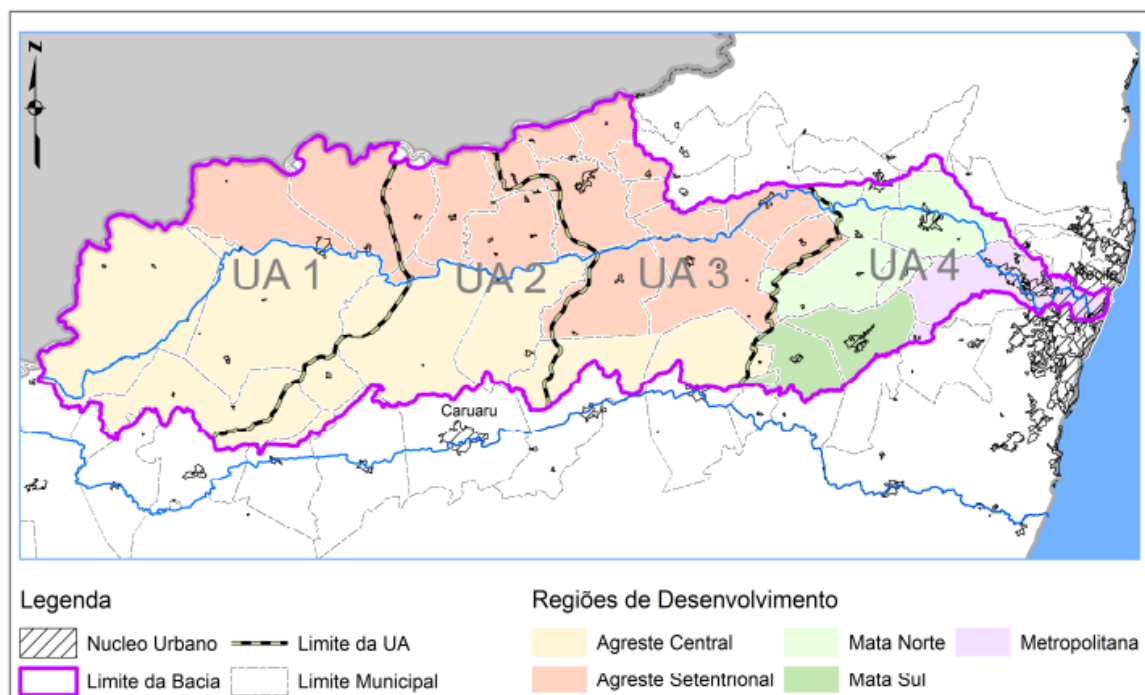 N
UA 1
UA 2
UA 3
UA 4
Recife
Caruaru
Legenda
Nucleo Urbano
Limite da UA
Limite da Bacia
Limite Municipal
Regiões de Desenvolvimento
Agreste Central
Mata Norte
Metropolitana
Agreste Setentrional
Mata Sul